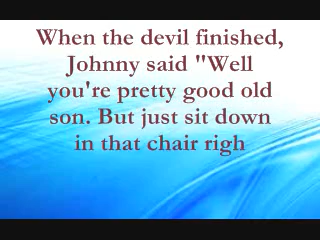 When the devil finished,
Johnny said "Well
you're pretty good old
son. But just sit down
in that chair righ